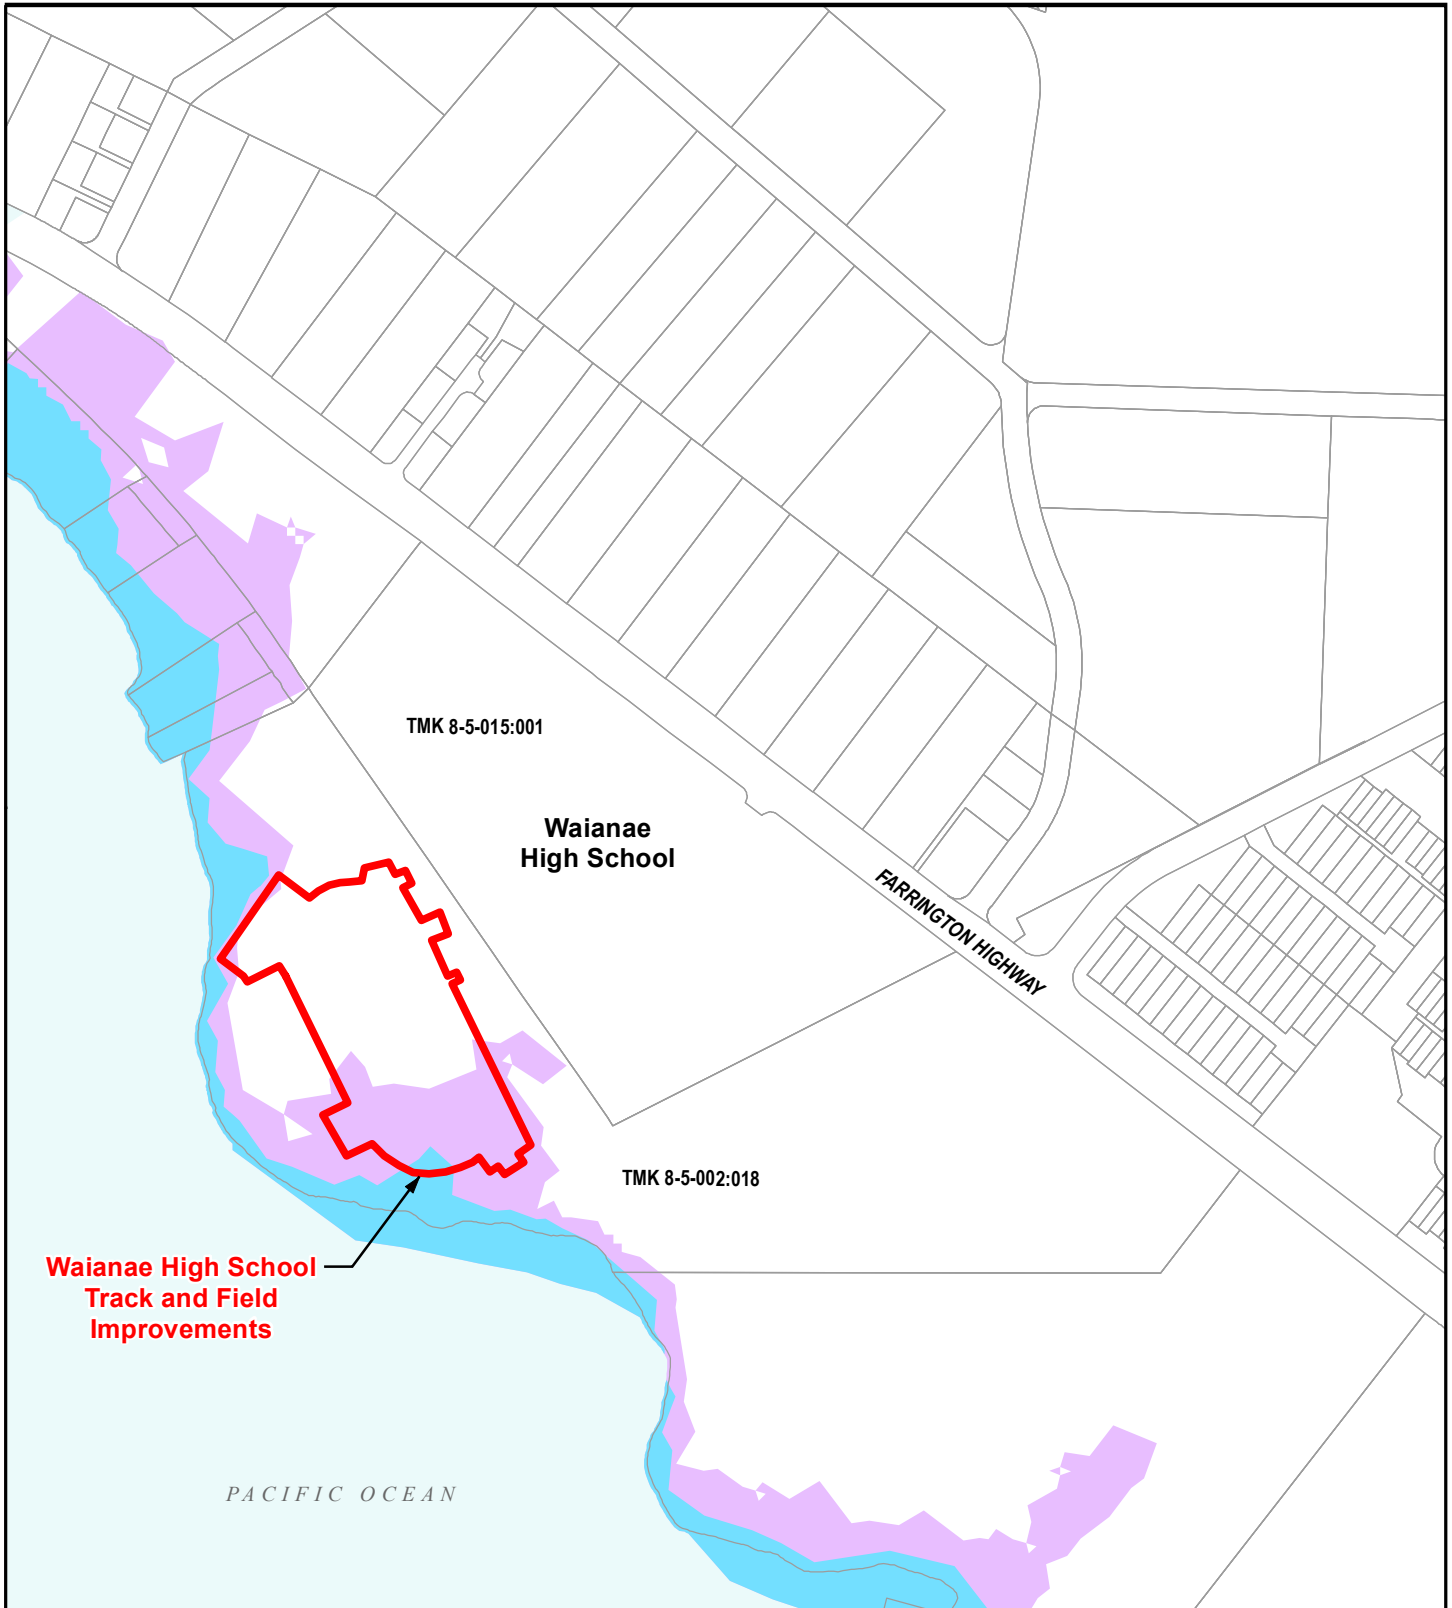 TMK 8-5-015:001
Waianae
High School
FARRINGTON HIGHWAY
TMK 8-5-002:018
Waianae High School
Track and Field
Improvements
PACIFIC OCEAN